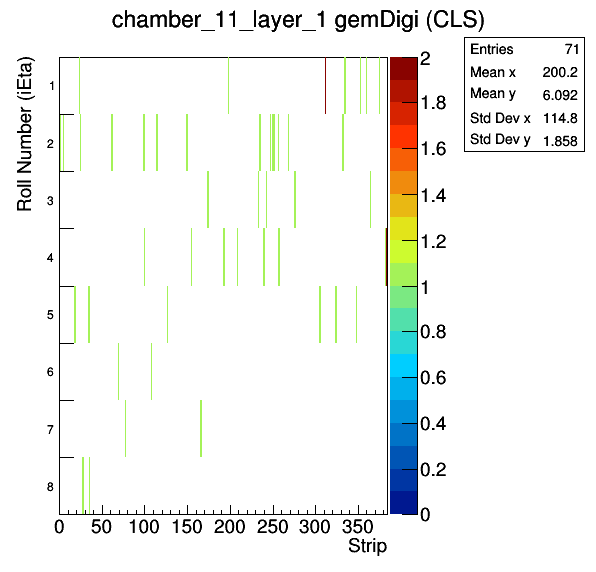 chamber_11_layer_1 gemDigi (CLS)
Entries 71
Mean x 200.2
Mean y 6.092
Std Dev x 114.8
Std Dev y 1.858
Roll Number (iEta)
1
2
3
4
5
6
7
8
0 50 100 150 200 250 300 350
Strip
2
1.8
1.6
1.4
1.2
1
0.8
0.6
0.4
0.2
0